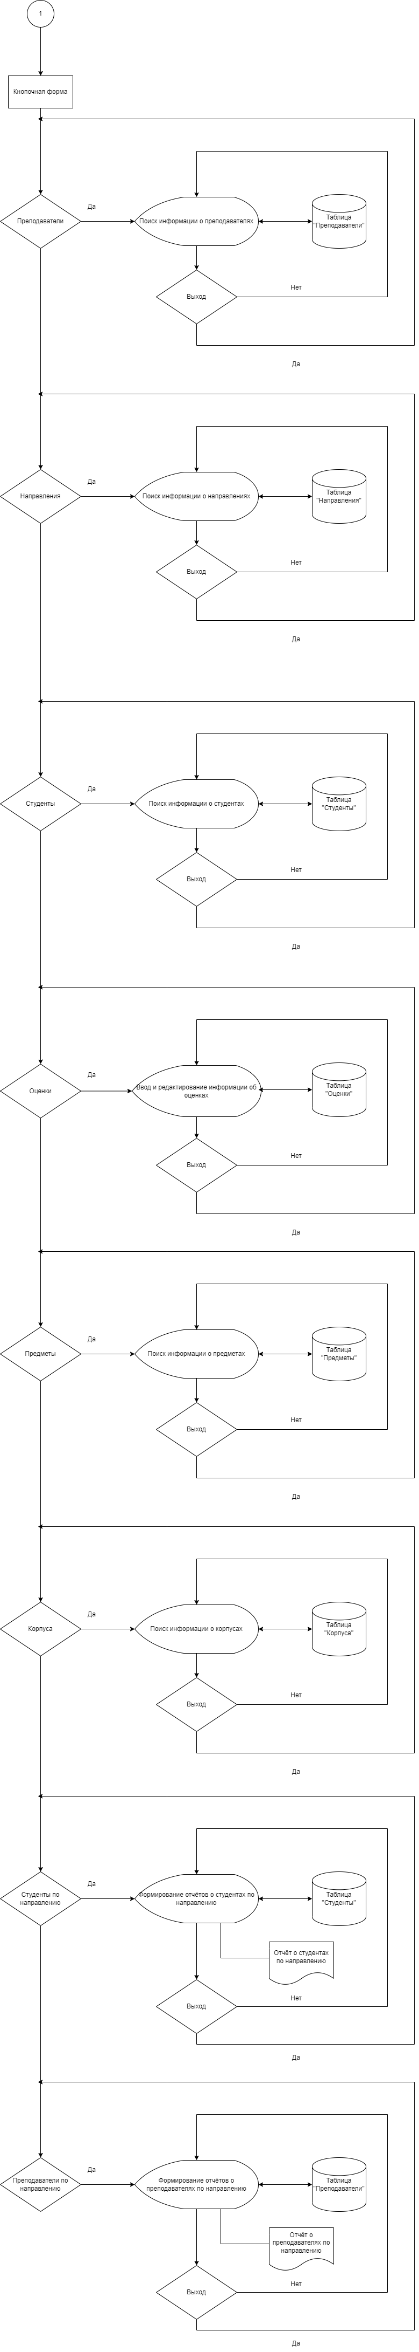 1
Кнопочная форма
Да
Преподаватели
Поиск информации о преподавателях
Таблица
"Преподаватели"
Выход
Нет
Да
Да
Направления
Поиск информации о направлениях
Таблица
"Направления"
Выход
Нет
Да
Да
Студенты
Поиск информации о студентах
Таблица
"Студенты"
Выход
Нет
Да
Да
Оценки
Ввод и редактирование информации об
оценках
Таблица
"Оценки"
Выход
Нет
Да
Да
Предметы
Поиск информации о предметах
Таблица
"Предметы"
Выход
Нет
Да
Да
Корпуса
Поиск информации о корпусах
Таблица
"Корпуса"
Выход
Нет
Да
Да
Студенты по
направлению
Формирование отчётов о студентах по
направлению
Таблица
"Студенты"
Отчёт о студентах
по направлению
Выход
Нет
Да
Да
Преподаватели по
направлению
Формирование отчётов о
преподавателях по направлению
Таблица
"Преподаватели"
Отчёт о
преподавателях по
направлению
Выход
Нет
Да